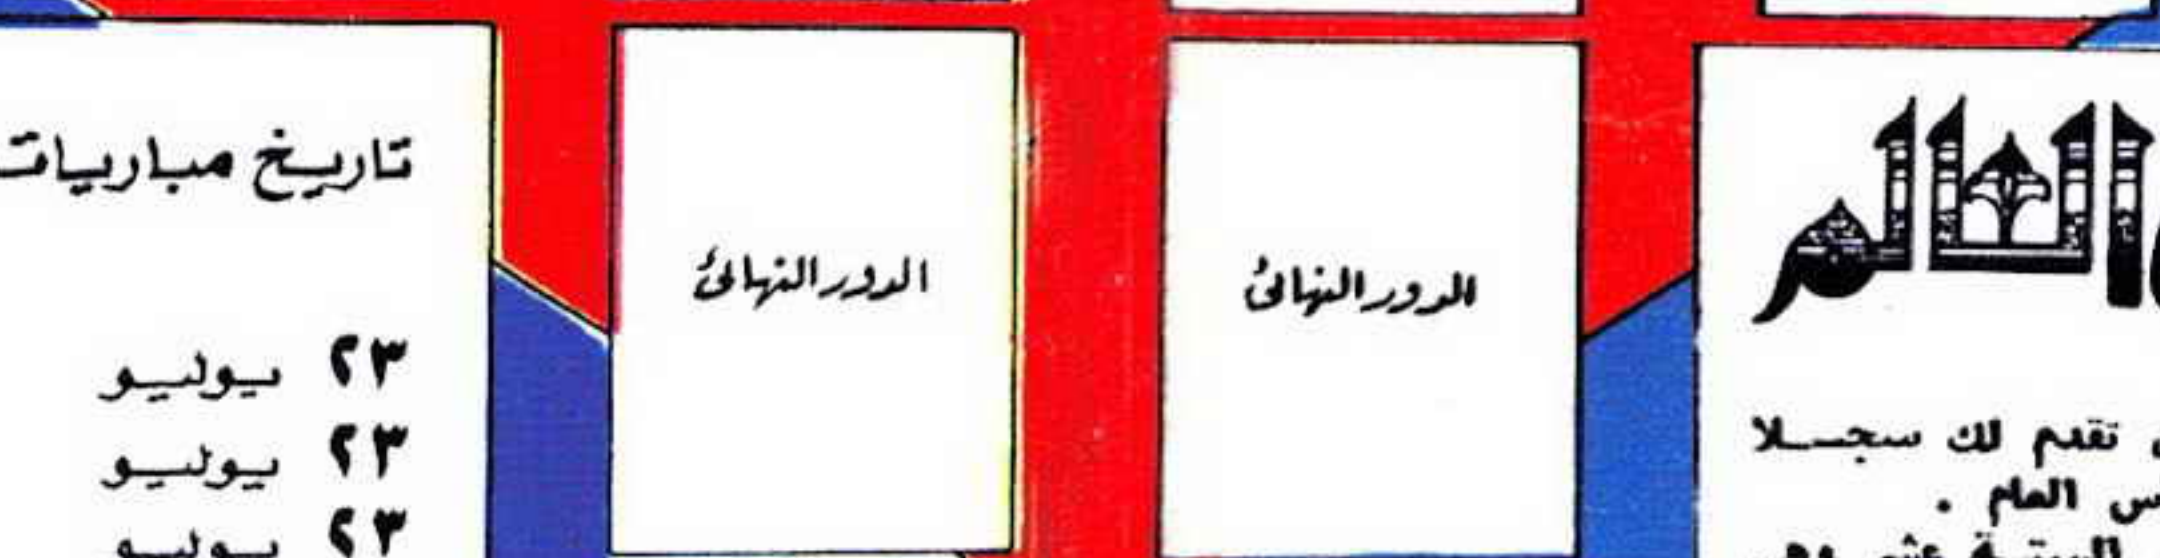 العالم
تقدم لك سجلا
العام .
الدور النهائى
الدور النهائى
تاريخ مباريات
٢٣ يوليو
٢٣ يوليو
٢٣ يوليو